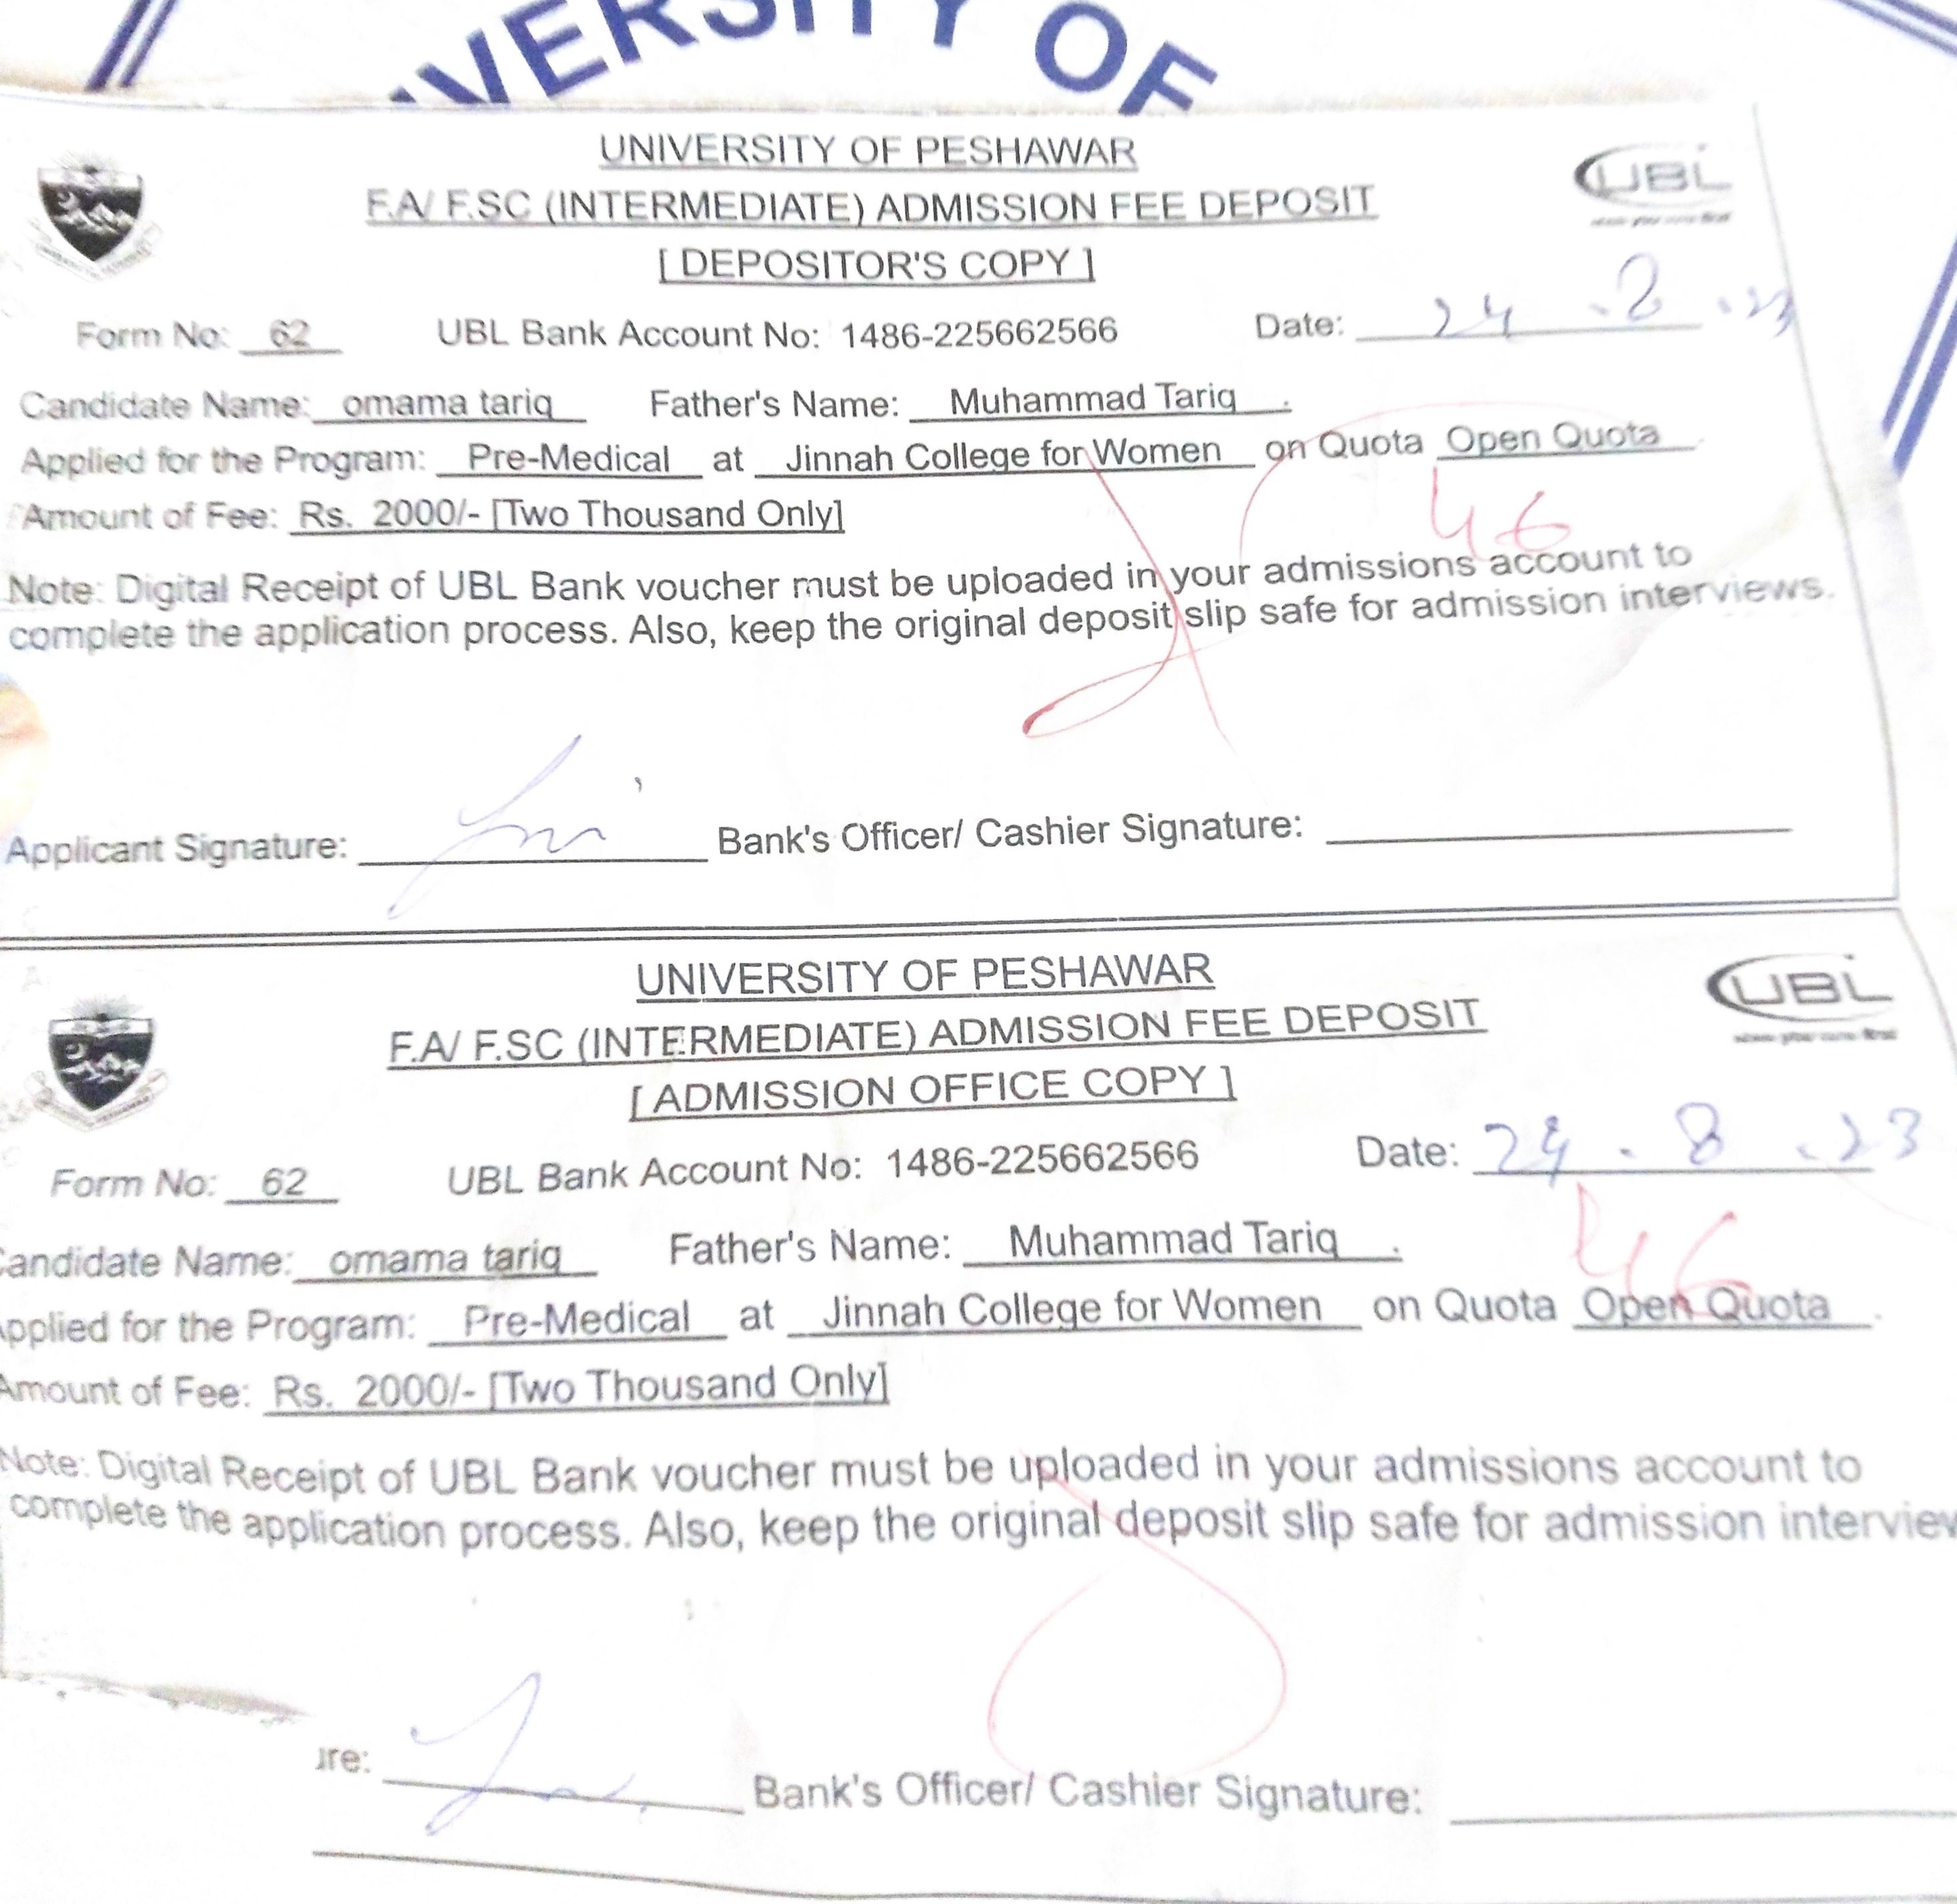 VERSITY OF
UNIVERSITY OF PESHAWAR
F.A/ F.SC (INTERMEDIATE) ADMISSION FEE DEPOSIT
[ DEPOSITOR'S COPY ]
UBL
Form No: 62 UBL Bank Account No: 1486-225662566 Date: 24 .8 .23
Candidate Name: omama tariq Father's Name: Muhammad Tariq .
Applied for the Program: Pre-Medical at Jinnah College for Women on Quota Open Quota
46
Amount of Fee: Rs. 2000/- [Two Thousand Only]
Note: Digital Receipt of UBL Bank voucher must be uploaded in your admissions account to
complete the application process. Also, keep the original deposit slip safe for admission interviews.
Applicant Signature: Bank's Officer/ Cashier Signature:
UNIVERSITY OF PESHAWAR
F.A/ F.SC (INTERMEDIATE) ADMISSION FEE DEPOSIT
[ ADMISSION OFFICE COPY ]
UBL
Form No: 62 UBL Bank Account No: 1486-225662566 Date: 24 . 8 .23
46
andidate Name: omama tariq Father's Name: Muhammad Tariq .
pplied for the Program: Pre-Medical at Jinnah College for Women on Quota Open Quota .
Amount of Fee: Rs. 2000/- [Two Thousand Only]
Note: Digital Receipt of UBL Bank voucher must be uploaded in your admissions account to
complete the application process. Also, keep the original deposit slip safe for admission interview
ure: Bank's Officer/ Cashier Signature: